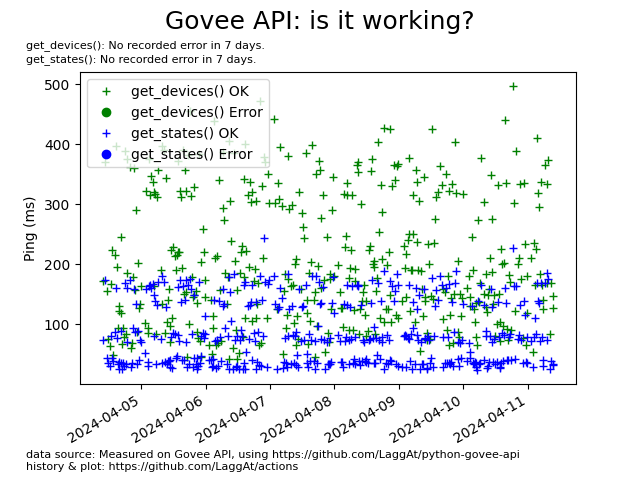 Govee API: is it working?
get_devices(): No recorded error in 7 days.
get_states(): No recorded error in 7 days.
500
400
300
200
100
Ping (ms)
get_devices() OK
get_devices() Error
get_states() OK
get_states() Error
2024-04-05
2024-04-06
2024-04-07
2024-04-08
2024-04-09
2024-04-10
2024-04-11
data source: Measured on Govee API, using https://github.com/LaggAt/python-govee-api
history & plot: https://github.com/LaggAt/actions